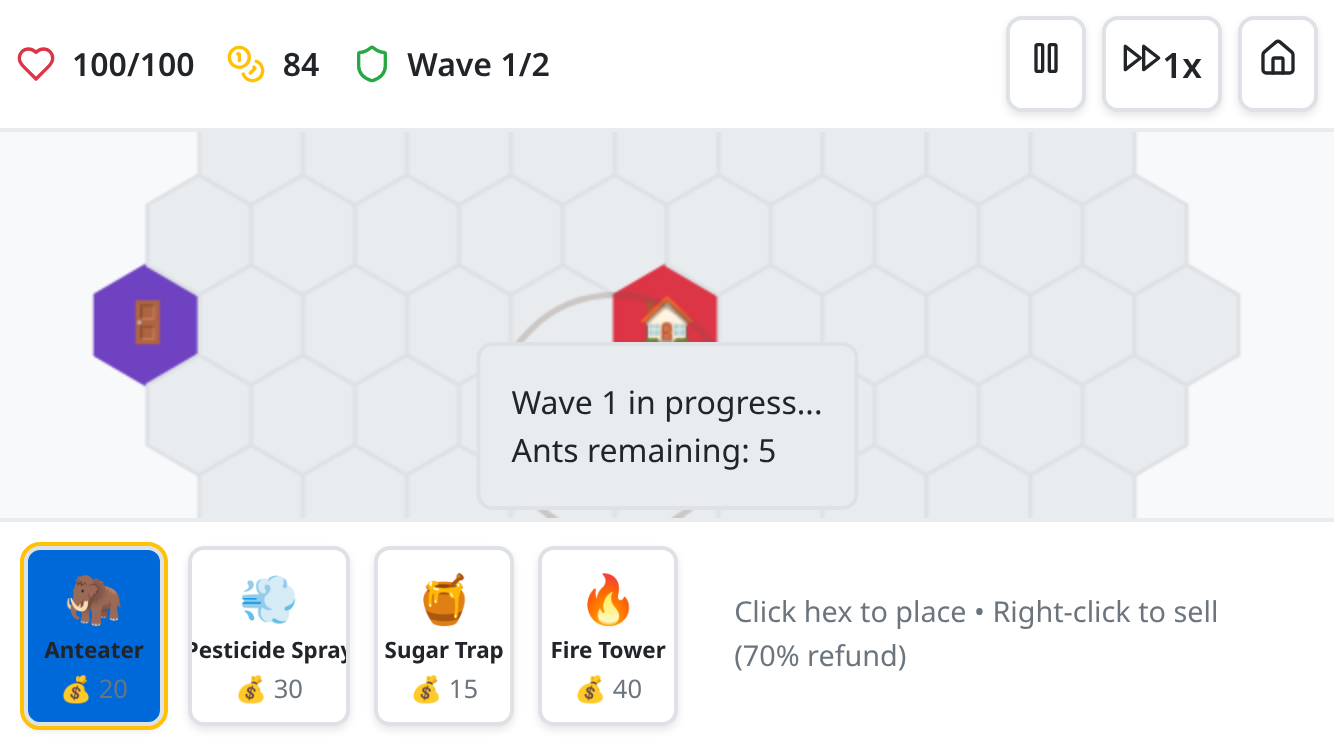 100/100 84 Wave 1/2 1x
Wave 1 in progress...
Ants remaining: 5
Anteater Pesticide Spray Sugar Trap Fire Tower
20 30 15 40
Click hex to place • Right-click to sell
(70% refund)